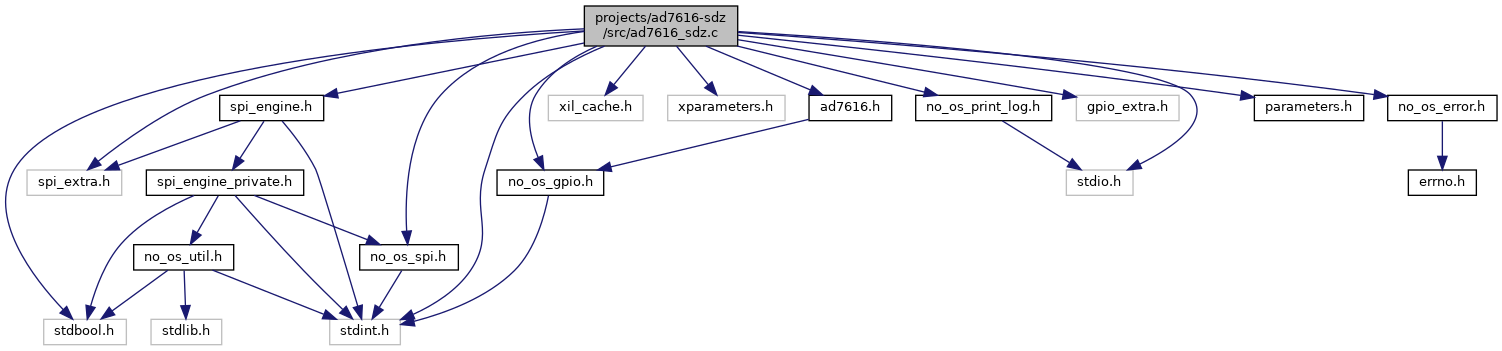 projects/ad7616-sdz
/src/ad7616_sdz.c
spi_engine.h
xil_cache.h
xparameters.h
ad7616.h
no_os_print_log.h
gpio_extra.h
parameters.h
no_os_error.h
spi_extra.h
spi_engine_private.h
no_os_gpio.h
stdio.h
errno.h
no_os_util.h
no_os_spi.h
stdbool.h
stdlib.h
stdint.h